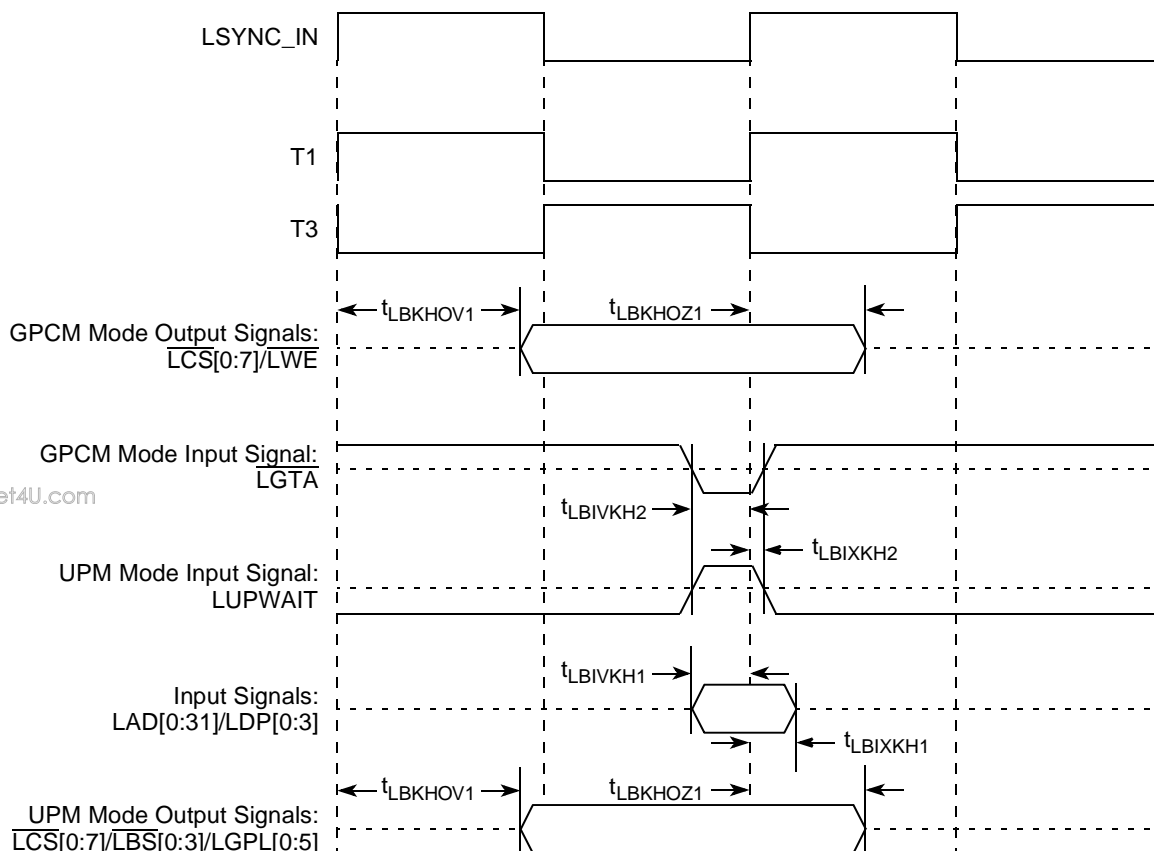 LSYNC_IN
T1
T3
tLBKHOV1 tLBKHOZ1
GPCM Mode Output Signals:
LCS[0:7]/LWE
GPCM Mode Input Signal:
LGTA
et4U.com
tLBIVKH2
tLBIXKH2
UPM Mode Input Signal:
LUPWAIT
tLBIVKH1
Input Signals:
LAD[0:31]/LDP[0:3]
tLBIXKH1
tLBKHOV1 tLBKHOZ1
UPM Mode Output Signals:
LCS[0:7]/LBS[0:3]/LGPL[0:5]